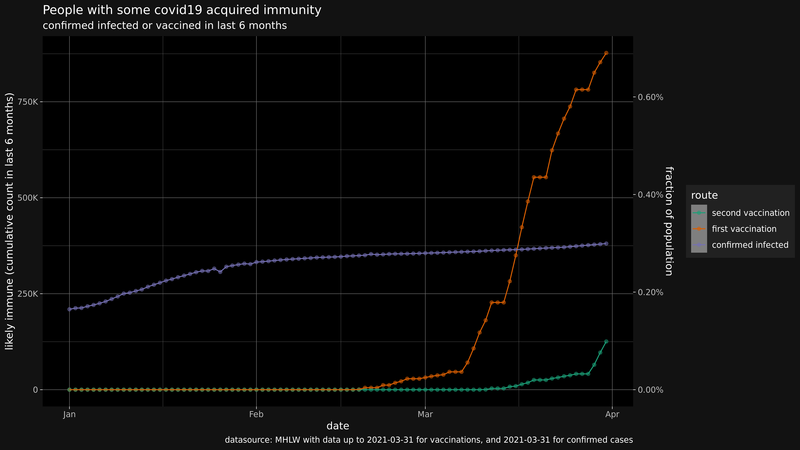 People with some covid19 acquired immunity
confirmed infected or vaccined in last 6 months
likely immune (cumulative count in last 6 months)
750K
500K
250K
0
Jan
Feb
Mar
Apr
date
0.60%
0.40%
0.20%
0.00%
fraction of population
route
second vaccination
first vaccination
confirmed infected
datasource: MHLW with data up to 2021-03-31 for vaccinations, and 2021-03-31 for confirmed cases